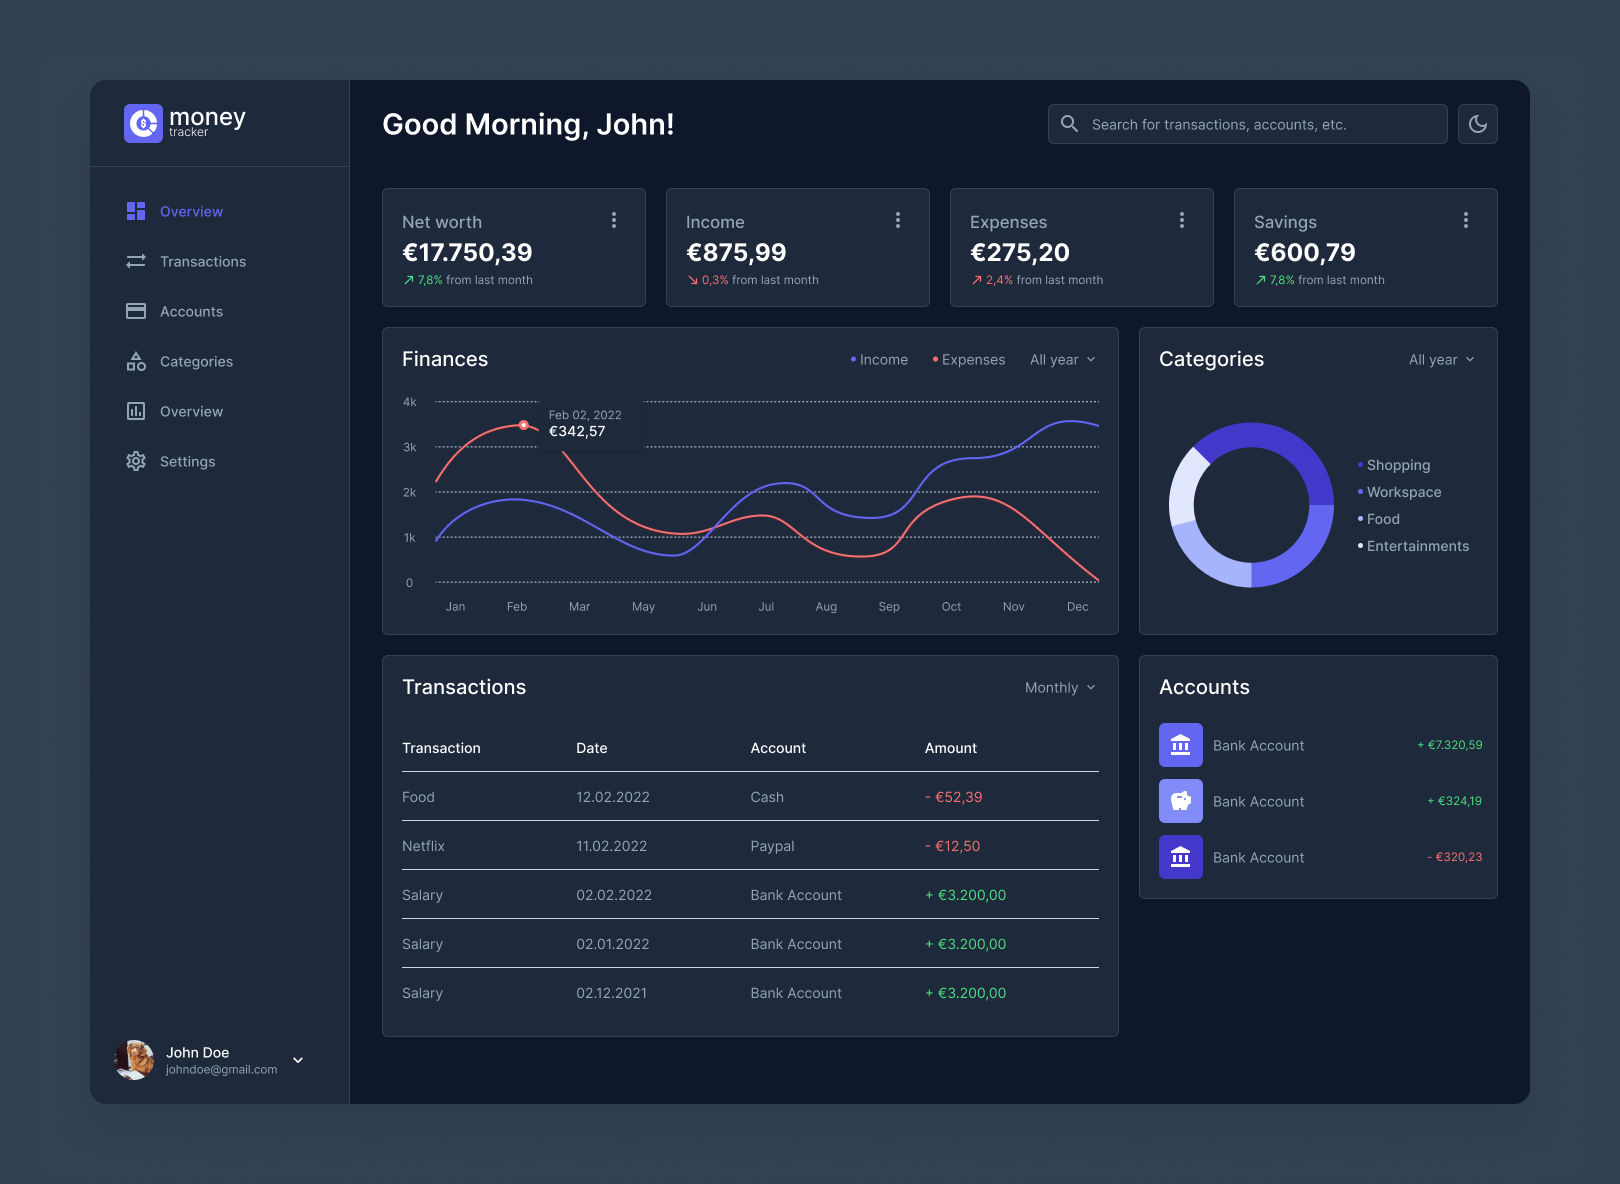 money
tracker
Overview
Transactions
Accounts
Categories
Overview
Settings
John Doe
johndoe@gmail.com
Good Morning, John!
Search for transactions, accounts, etc.
Net worth
€17.750,39
7,8% from last month
Income
€875,99
0,3% from last month
Expenses
€275,20
2,4% from last month
Savings
€600,79
7,8% from last month
Finances
Income Expenses All year
4k
3k
2k
1k
0
Feb 02, 2022
€342,57
Jan Feb Mar May Jun Jul Aug Sep Oct Nov Dec
Categories
All year
Shopping
Workspace
Food
Entertainments
Transactions
Monthly
Transaction Date Account Amount
Food 12.02.2022 Cash - €52,39
Netflix 11.02.2022 Paypal - €12,50
Salary 02.02.2022 Bank Account + €3.200,00
Salary 02.01.2022 Bank Account + €3.200,00
Salary 02.12.2021 Bank Account + €3.200,00
Accounts
Bank Account + €7.320,59
Bank Account + €324,19
Bank Account - €320,23